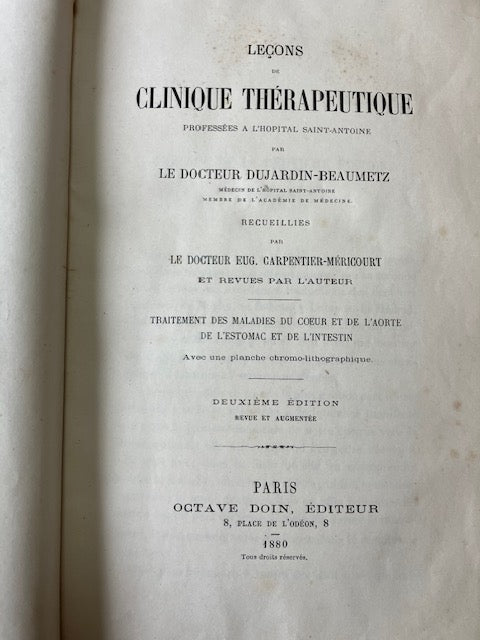 LEÇONS
DE
CLINIQUE THÉRAPEUTIQUE
PROFESSÉES A L'HOPITAL SAINT-ANTOINE
PAR
LE DOCTEUR DUJARDIN-BEAUMETZ
MÉDECIN DE L'HÔPITAL SAINT-ANTOINE
MEMBRE DE L'ACADÉMIE DE MÉDECINE.
RECUEILLIES
PAR
LE DOCTEUR EUG. CARPENTIER-MÉRICOURT
ET REVUES PAR L'AUTEUR
TRAITEMENT DES MALADIES DU COEUR ET DE L'AORTE
DE L'ESTOMAC ET DE L'INTESTIN
Avec une planche chromo-lithographique.
DEUXIÈME ÉDITION
REVUE ET AUGMENTÉE
PARIS
OCTAVE DOIN, ÉDITEUR
8, PLACE DE L'ODÉON, 8
1880
Tous droits réservés.